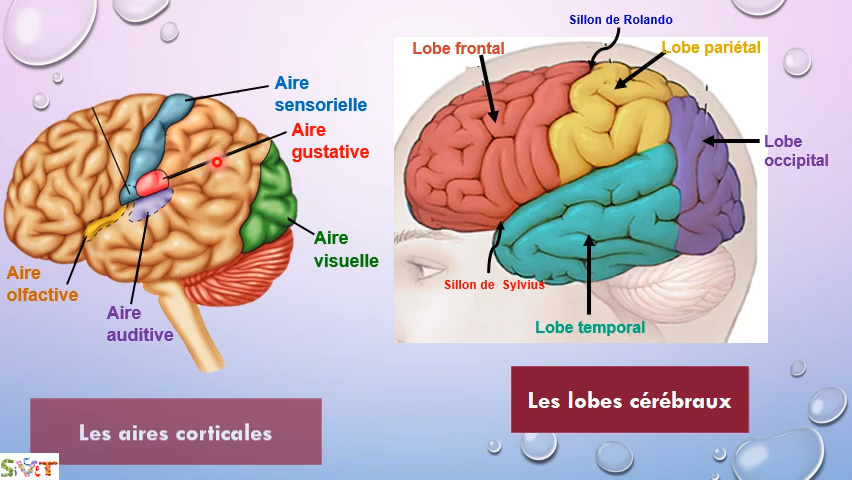 Aire
sensorielle
Aire
gustative
Aire
visuelle
Aire
olfactive
Aire
auditive
Les aires corticales
SVT
Sillon de Rolando
Lobe frontal
Lobe pariétal
Lobe
occipital
Sillon de Sylvius
Lobe temporal
Les lobes cérébraux